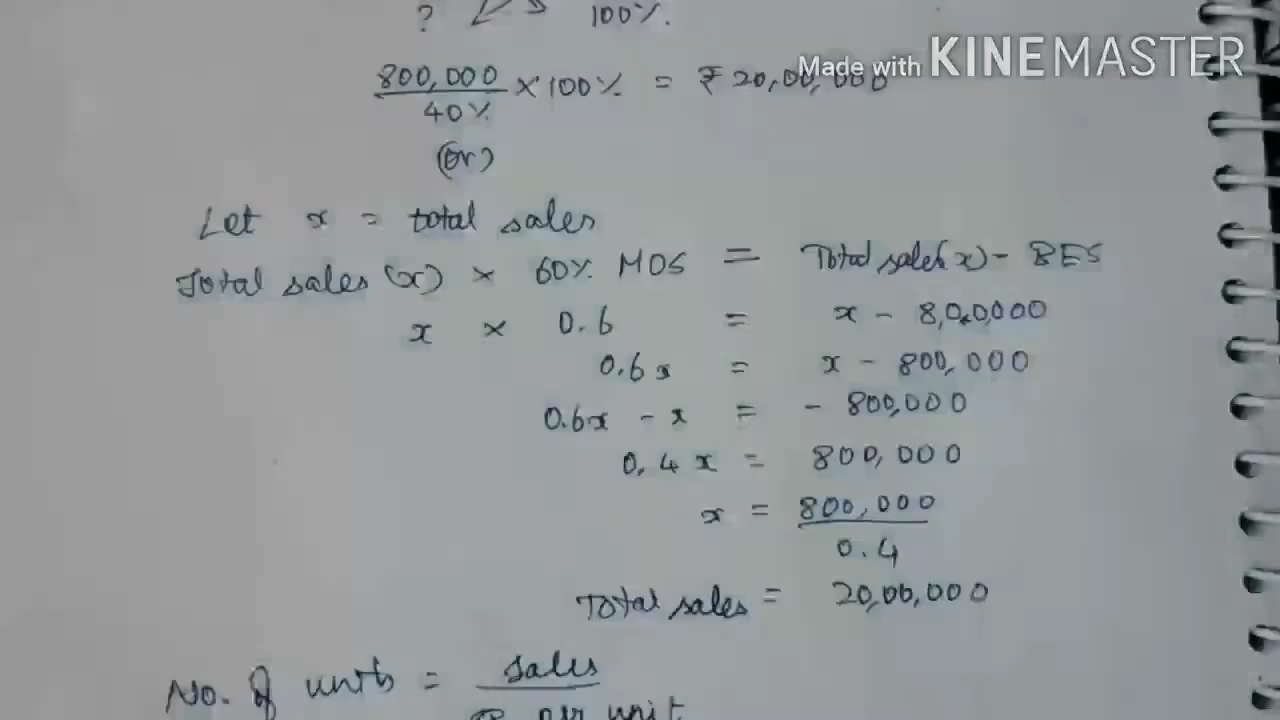 ? 100%.
Made with KINEMASTER
800,000 / 40% × 100% = ₹ 20,00,000
(or)
Let x = total sales
Total sales (x) × 60% MOS = Total sales(x) - BES
x × 0.6 = x - 8,00,000
0.6x = x - 800,000
0.6x - x = - 800,000
0.4x = 800,000
x = 800,000 / 0.4
Total sales = 20,00,000
No. of units = sales
per unit